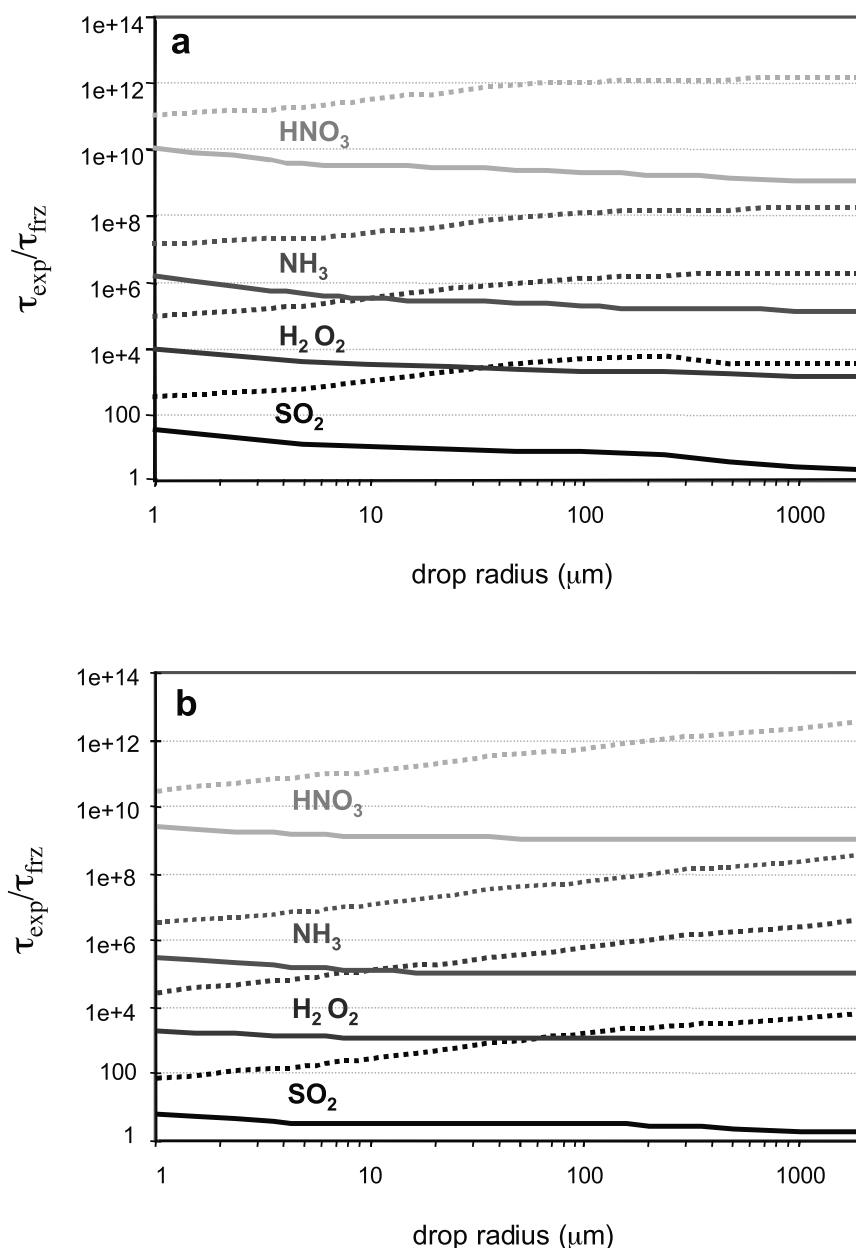 a
1e+14
1e+12
1e+10
1e+8
1e+6
1e+4
100
1
τexp/τfrz
HNO3
NH3
H2 O2
SO2
1 10 100 1000
drop radius (μm)
b
1e+14
1e+12
1e+10
1e+8
1e+6
1e+4
100
1
τexp/τfrz
HNO3
NH3
H2 O2
SO2
1 10 100 1000
drop radius (μm)